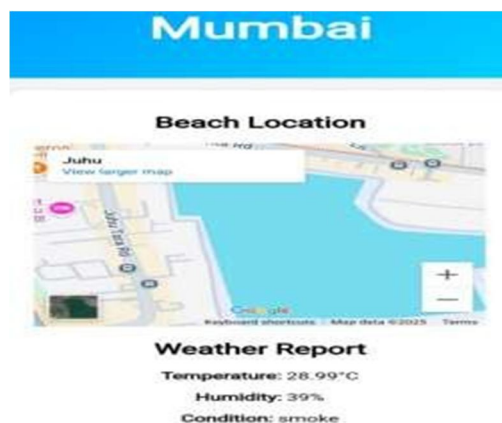 Mumbai
Beach Location
Juhu
View larger map
Juhu Tara Rd
Google
Keyboard shortcuts
Map data ©2025
Terms
+
−
Weather Report
Temperature: 28.99°C
Humidity: 39%
Condition: smoke